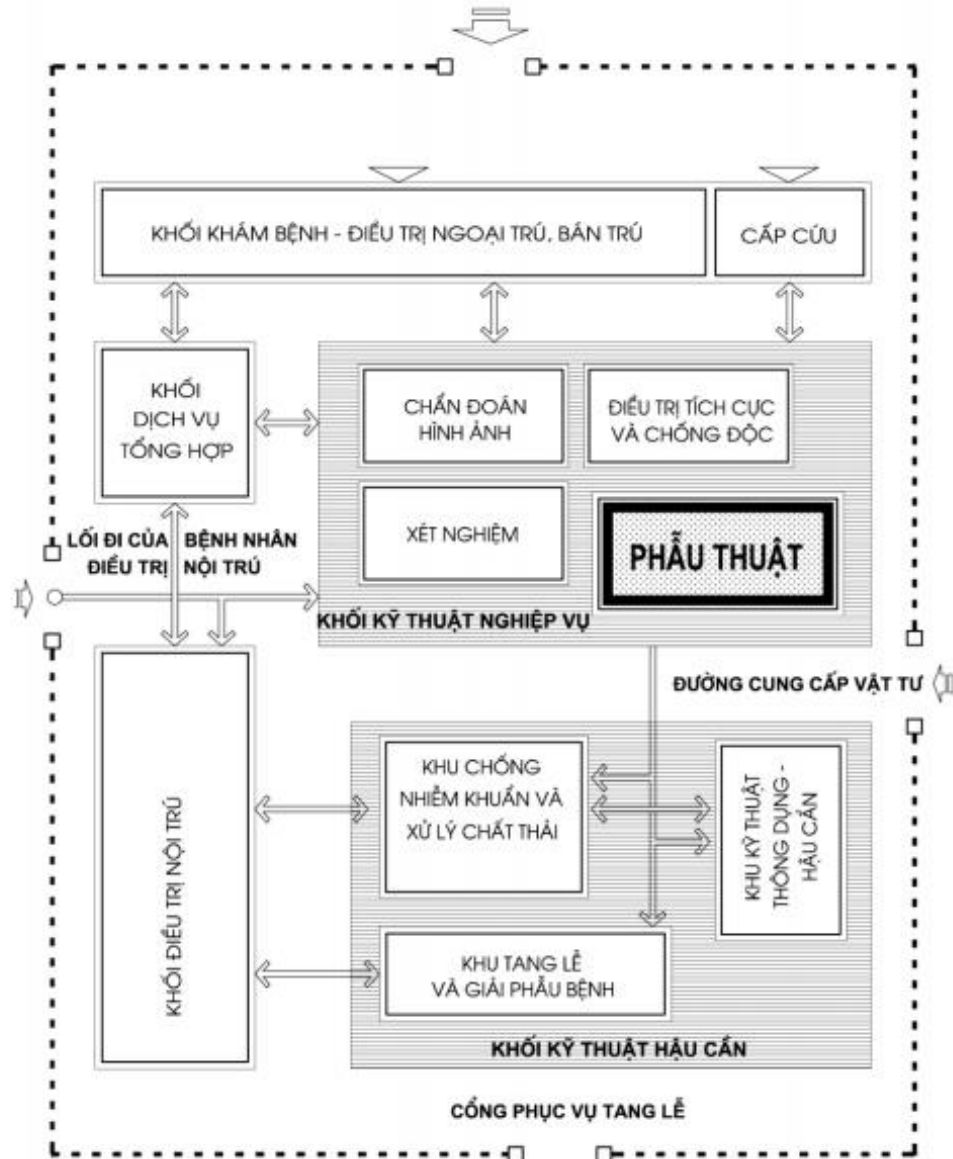 KHỐI KHÁM BỆNH - ĐIỀU TRỊ NGOẠI TRÚ, BÁN TRÚ
CẤP CỨU
KHỐI
DỊCH VỤ
TỔNG HỢP
CHẨN ĐOÁN
HÌNH ẢNH
ĐIỀU TRỊ TÍCH CỰC
VÀ CHỐNG ĐỘC
XÉT NGHIỆM
PHẪU THUẬT
KHỐI KỸ THUẬT NGHIỆP VỤ
LỐI ĐI CỦA BỆNH NHÂN
ĐIỀU TRỊ NỘI TRÚ
ĐƯỜNG CUNG CẤP VẬT TƯ
KHỐI ĐIỀU TRỊ NỘI TRÚ
KHU CHỐNG
NHIỄM KHUẨN VÀ
XỬ LÝ CHẤT THẢI
KHU KỸ THUẬT
THÔNG DỤNG -
HẬU CẦN
KHU TANG LỄ
VÀ GIẢI PHẪU BỆNH
KHỐI KỸ THUẬT HẬU CẦN
CỔNG PHỤC VỤ TANG LỄ